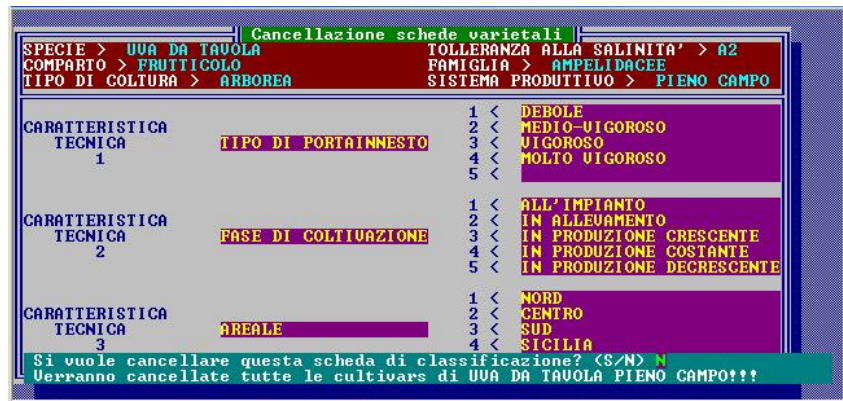 Cancellazione schede varietali
SPECIE > UVA DA TAVOLA TOLLERANZA ALLA SALINITA' > A2
COMPARTO > FRUTTICOLO FAMIGLIA > AMPELIDACEE
TIPO DI COLTURA > ARBOREA SISTEMA PRODUTTIVO > PIENO CAMPO
1 < DEBOLE
CARATTERISTICA 2 < MEDIO-VIGOROSO
TECNICA TIPO DI PORTAINNESTO 3 < VIGOROSO
1 4 < MOLTO VIGOROSO
5 <
1 < ALL'IMPIANTO
CARATTERISTICA 2 < IN ALLEVAMENTO
TECNICA FASE DI COLTIVAZIONE 3 < IN PRODUZIONE CRESCENTE
2 4 < IN PRODUZIONE COSTANTE
5 < IN PRODUZIONE DECRESCENTE
1 < NORD
CARATTERISTICA 2 < CENTRO
TECNICA AREALE 3 < SUD
3 4 < SICILIA
Si vuole cancellare questa scheda di classificazione? (S/N) N
Verranno cancellate tutte le cultivars di UVA DA TAVOLA PIENO CAMPO!!!